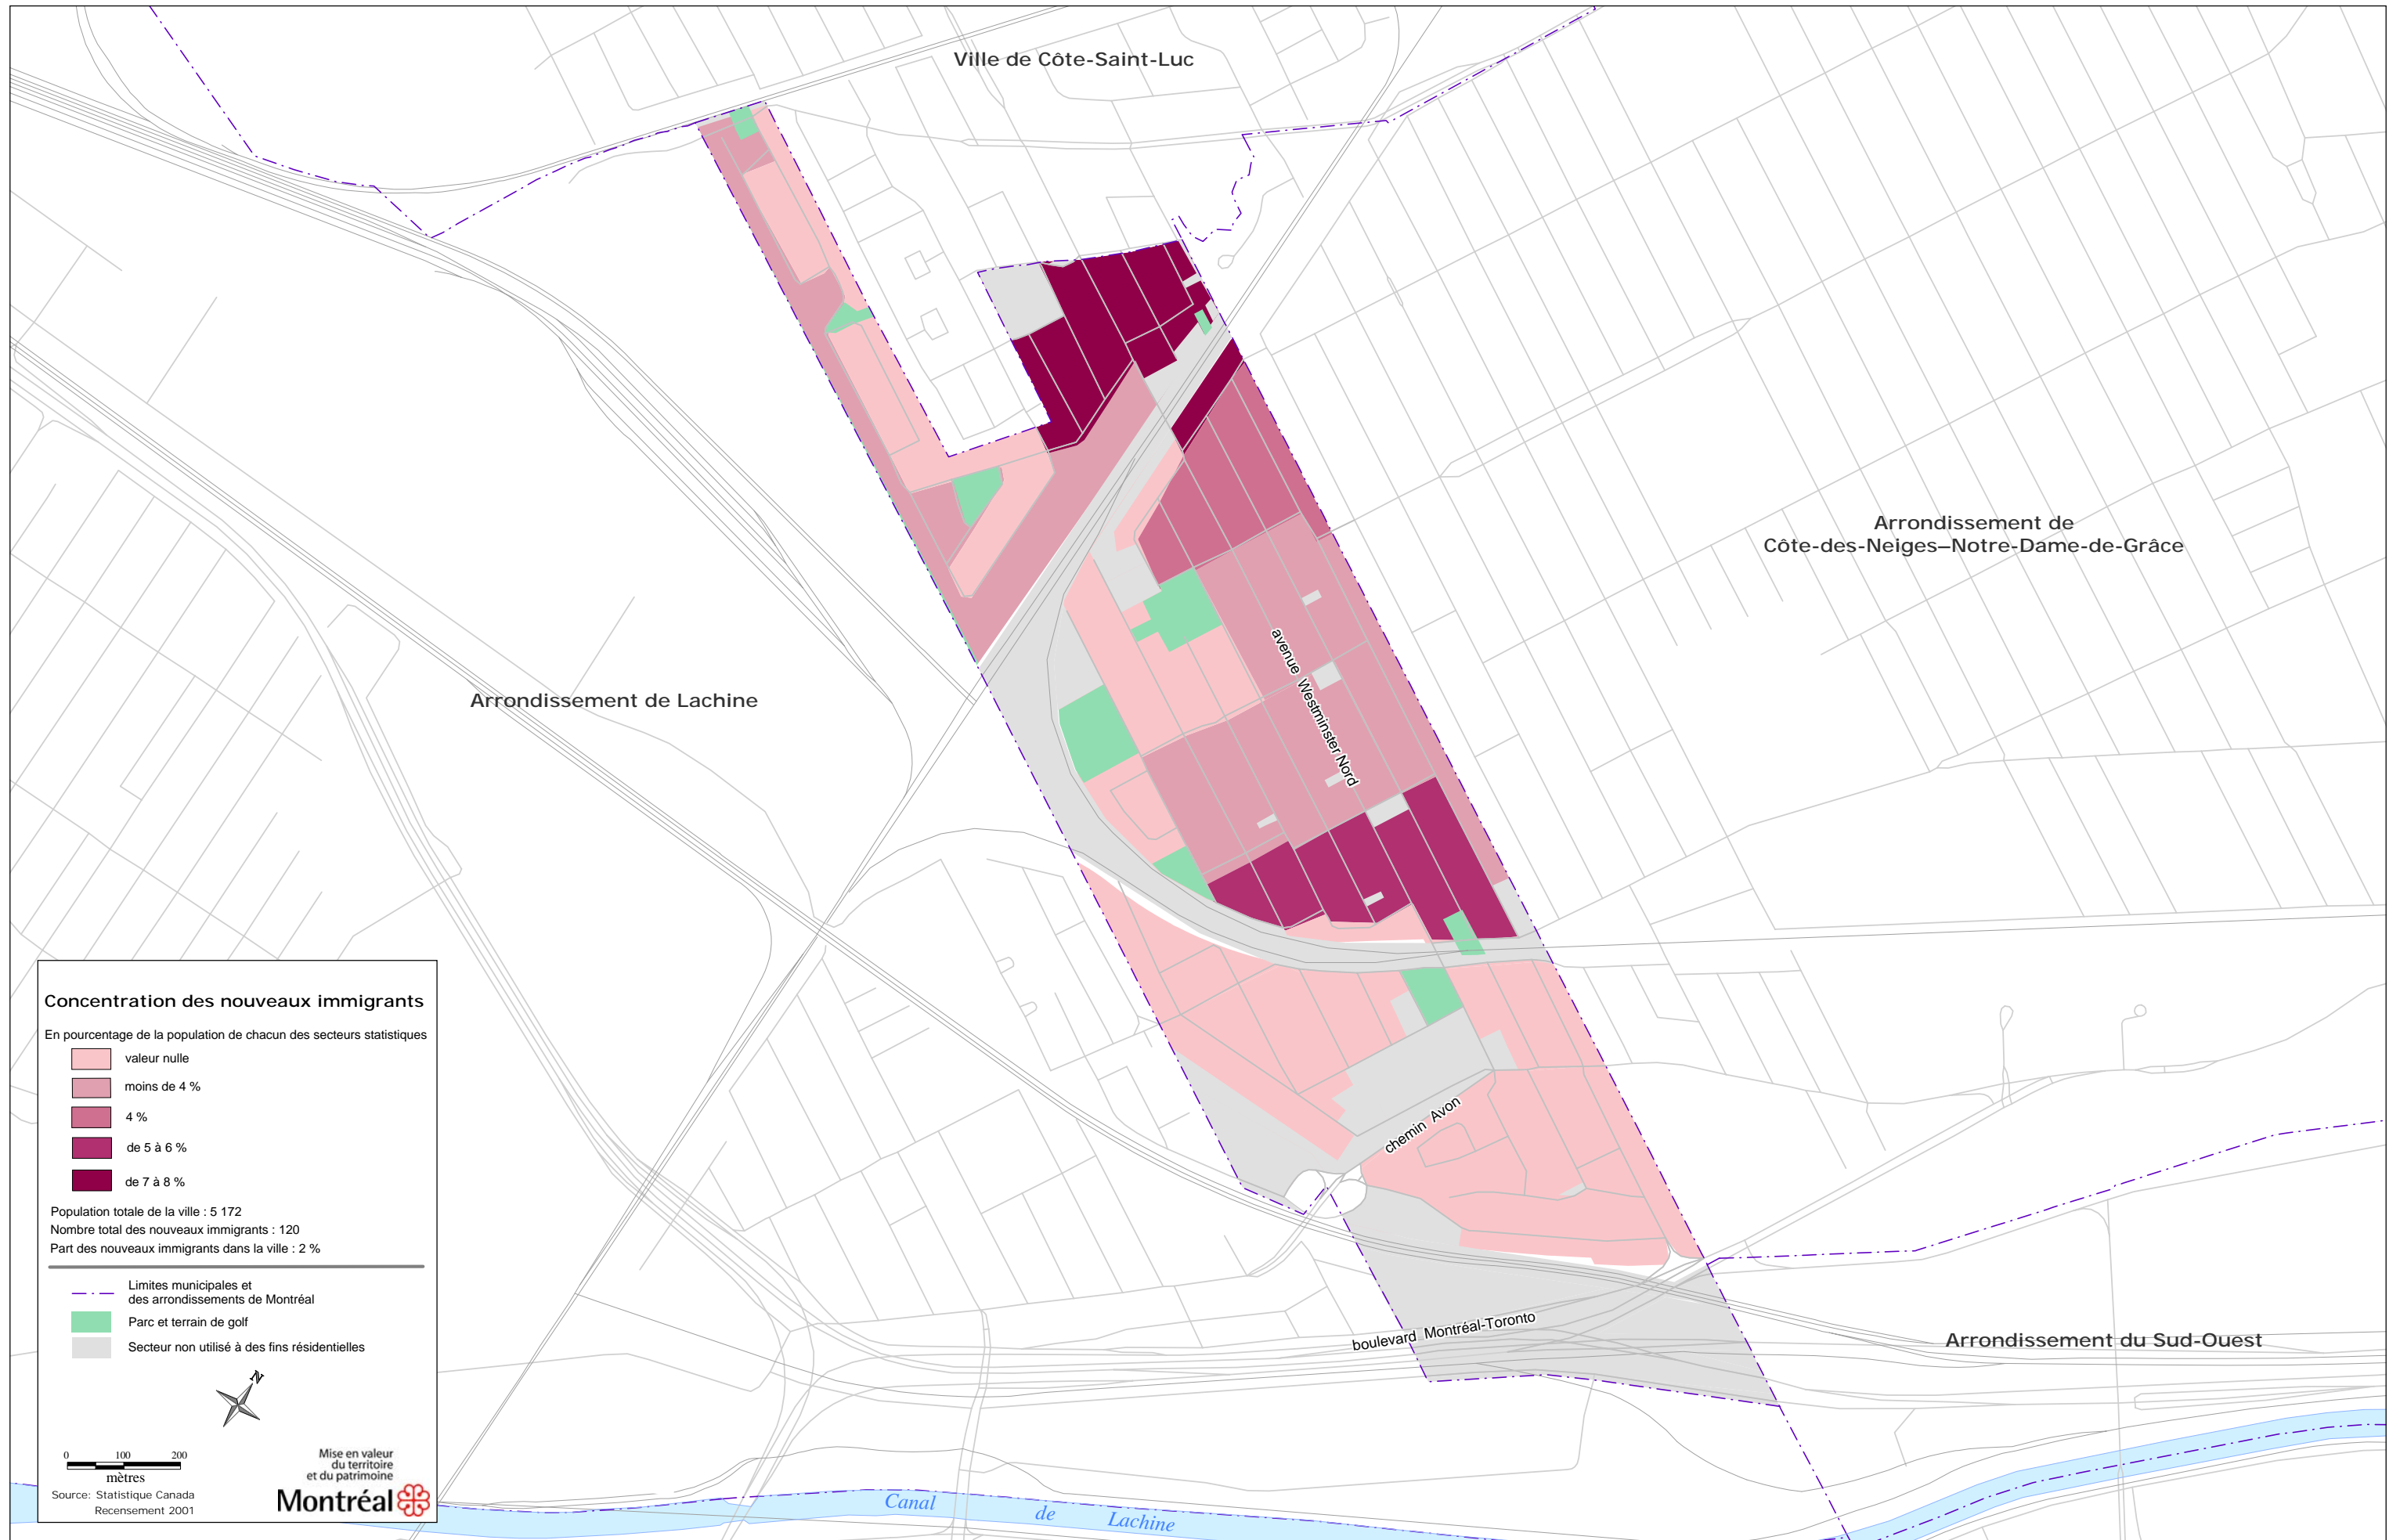 Ville de Côte-Saint-Luc
Arrondissement de
Côte-des-Neiges–Notre-Dame-de-Grâce
Arrondissement de Lachine
avenue Westminster Nord
chemin Avon
boulevard Montréal-Toronto
Arrondissement du Sud-Ouest
Canal de Lachine
Concentration des nouveaux immigrants
En pourcentage de la population de chacun des secteurs statistiques
valeur nulle
moins de 4 %
4 %
de 5 à 6 %
de 7 à 8 %
Population totale de la ville : 5 172
Nombre total des nouveaux immigrants : 120
Part des nouveaux immigrants dans la ville : 2 %
Limites municipales et
des arrondissements de Montréal
Parc et terrain de golf
Secteur non utilisé à des fins résidentielles
N
0 100 200
mètres
Source: Statistique Canada
Recensement 2001
Mise en valeur
du territoire
et du patrimoine
Montréal